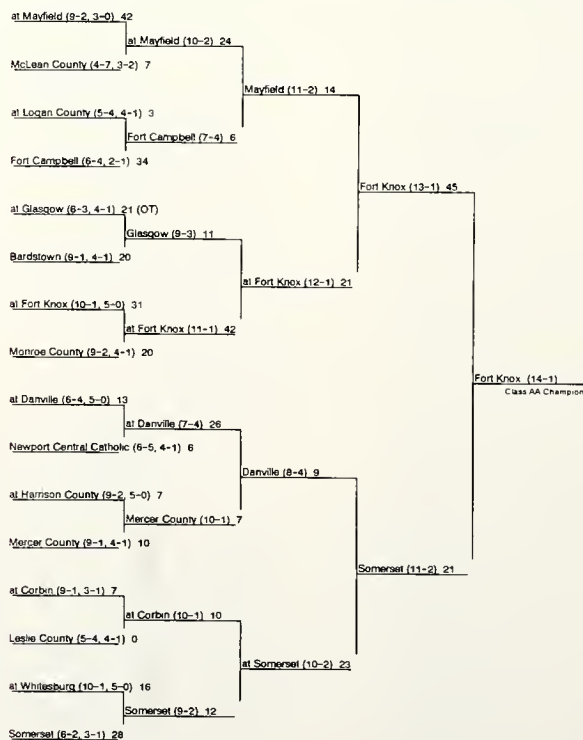 at Mayfield (9-2, 3-0) 42
at Mayfield (10-2) 24
McLean County (4-7, 3-2) 7
Mayfield (11-2) 14
at Logan County (5-4, 4-1) 3
Fort Campbell (7-4) 6
Fort Campbell (6-4, 2-1) 34
Fort Knox (13-1) 45
at Glasgow (6-3, 4-1) 21 (OT)
Glasgow (9-3) 11
Bardstown (9-1, 4-1) 20
at Fort Knox (12-1) 21
at Fort Knox (10-1, 5-0) 31
at Fort Knox (11-1) 42
Monroe County (9-2, 4-1) 20
Fort Knox (14-1)
Class AA Champion
at Danville (6-4, 5-0) 13
at Danville (7-4) 26
Newport Central Catholic (6-5, 4-1) 6
Danville (8-4) 9
at Harrison County (9-2, 5-0) 7
Mercer County (10-1) 7
Mercer County (9-1, 4-1) 10
Somerset (11-2) 21
at Corbin (9-1, 3-1) 7
at Corbin (10-1) 10
Leslie County (5-4, 4-1) 0
at Somerset (10-2) 23
at Whitesburg (10-1, 5-0) 16
Somerset (9-2) 12
Somerset (6-2, 3-1) 28